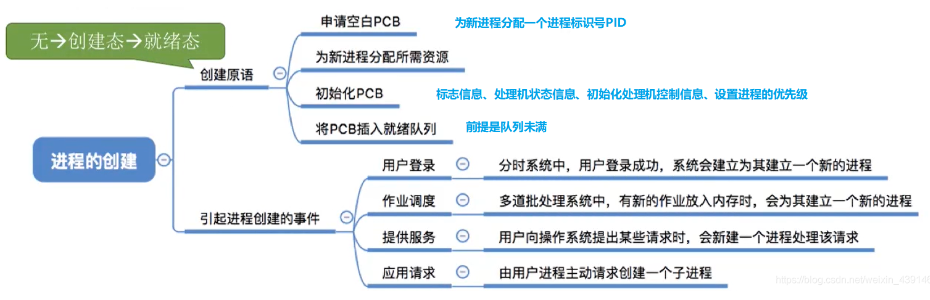 无→创建态→就绪态
申请空白PCB
为新进程分配一个进程标识号PID
为新进程分配所需资源
创建原语
初始化PCB
标志信息、处理机状态信息、初始化处理机控制信息、设置进程的优先级
将PCB插入就绪队列
前提是队列未满
进程的创建
用户登录
分时系统中，用户登录成功，系统会建立为其建立一个新的进程
作业调度
多道批处理系统中，有新的作业放入内存时，会为其建立一个新的进程
引起进程创建的事件
提供服务
用户向操作系统提出某些请求时，会新建一个进程处理该请求
应用请求
由用户进程主动请求创建一个子进程